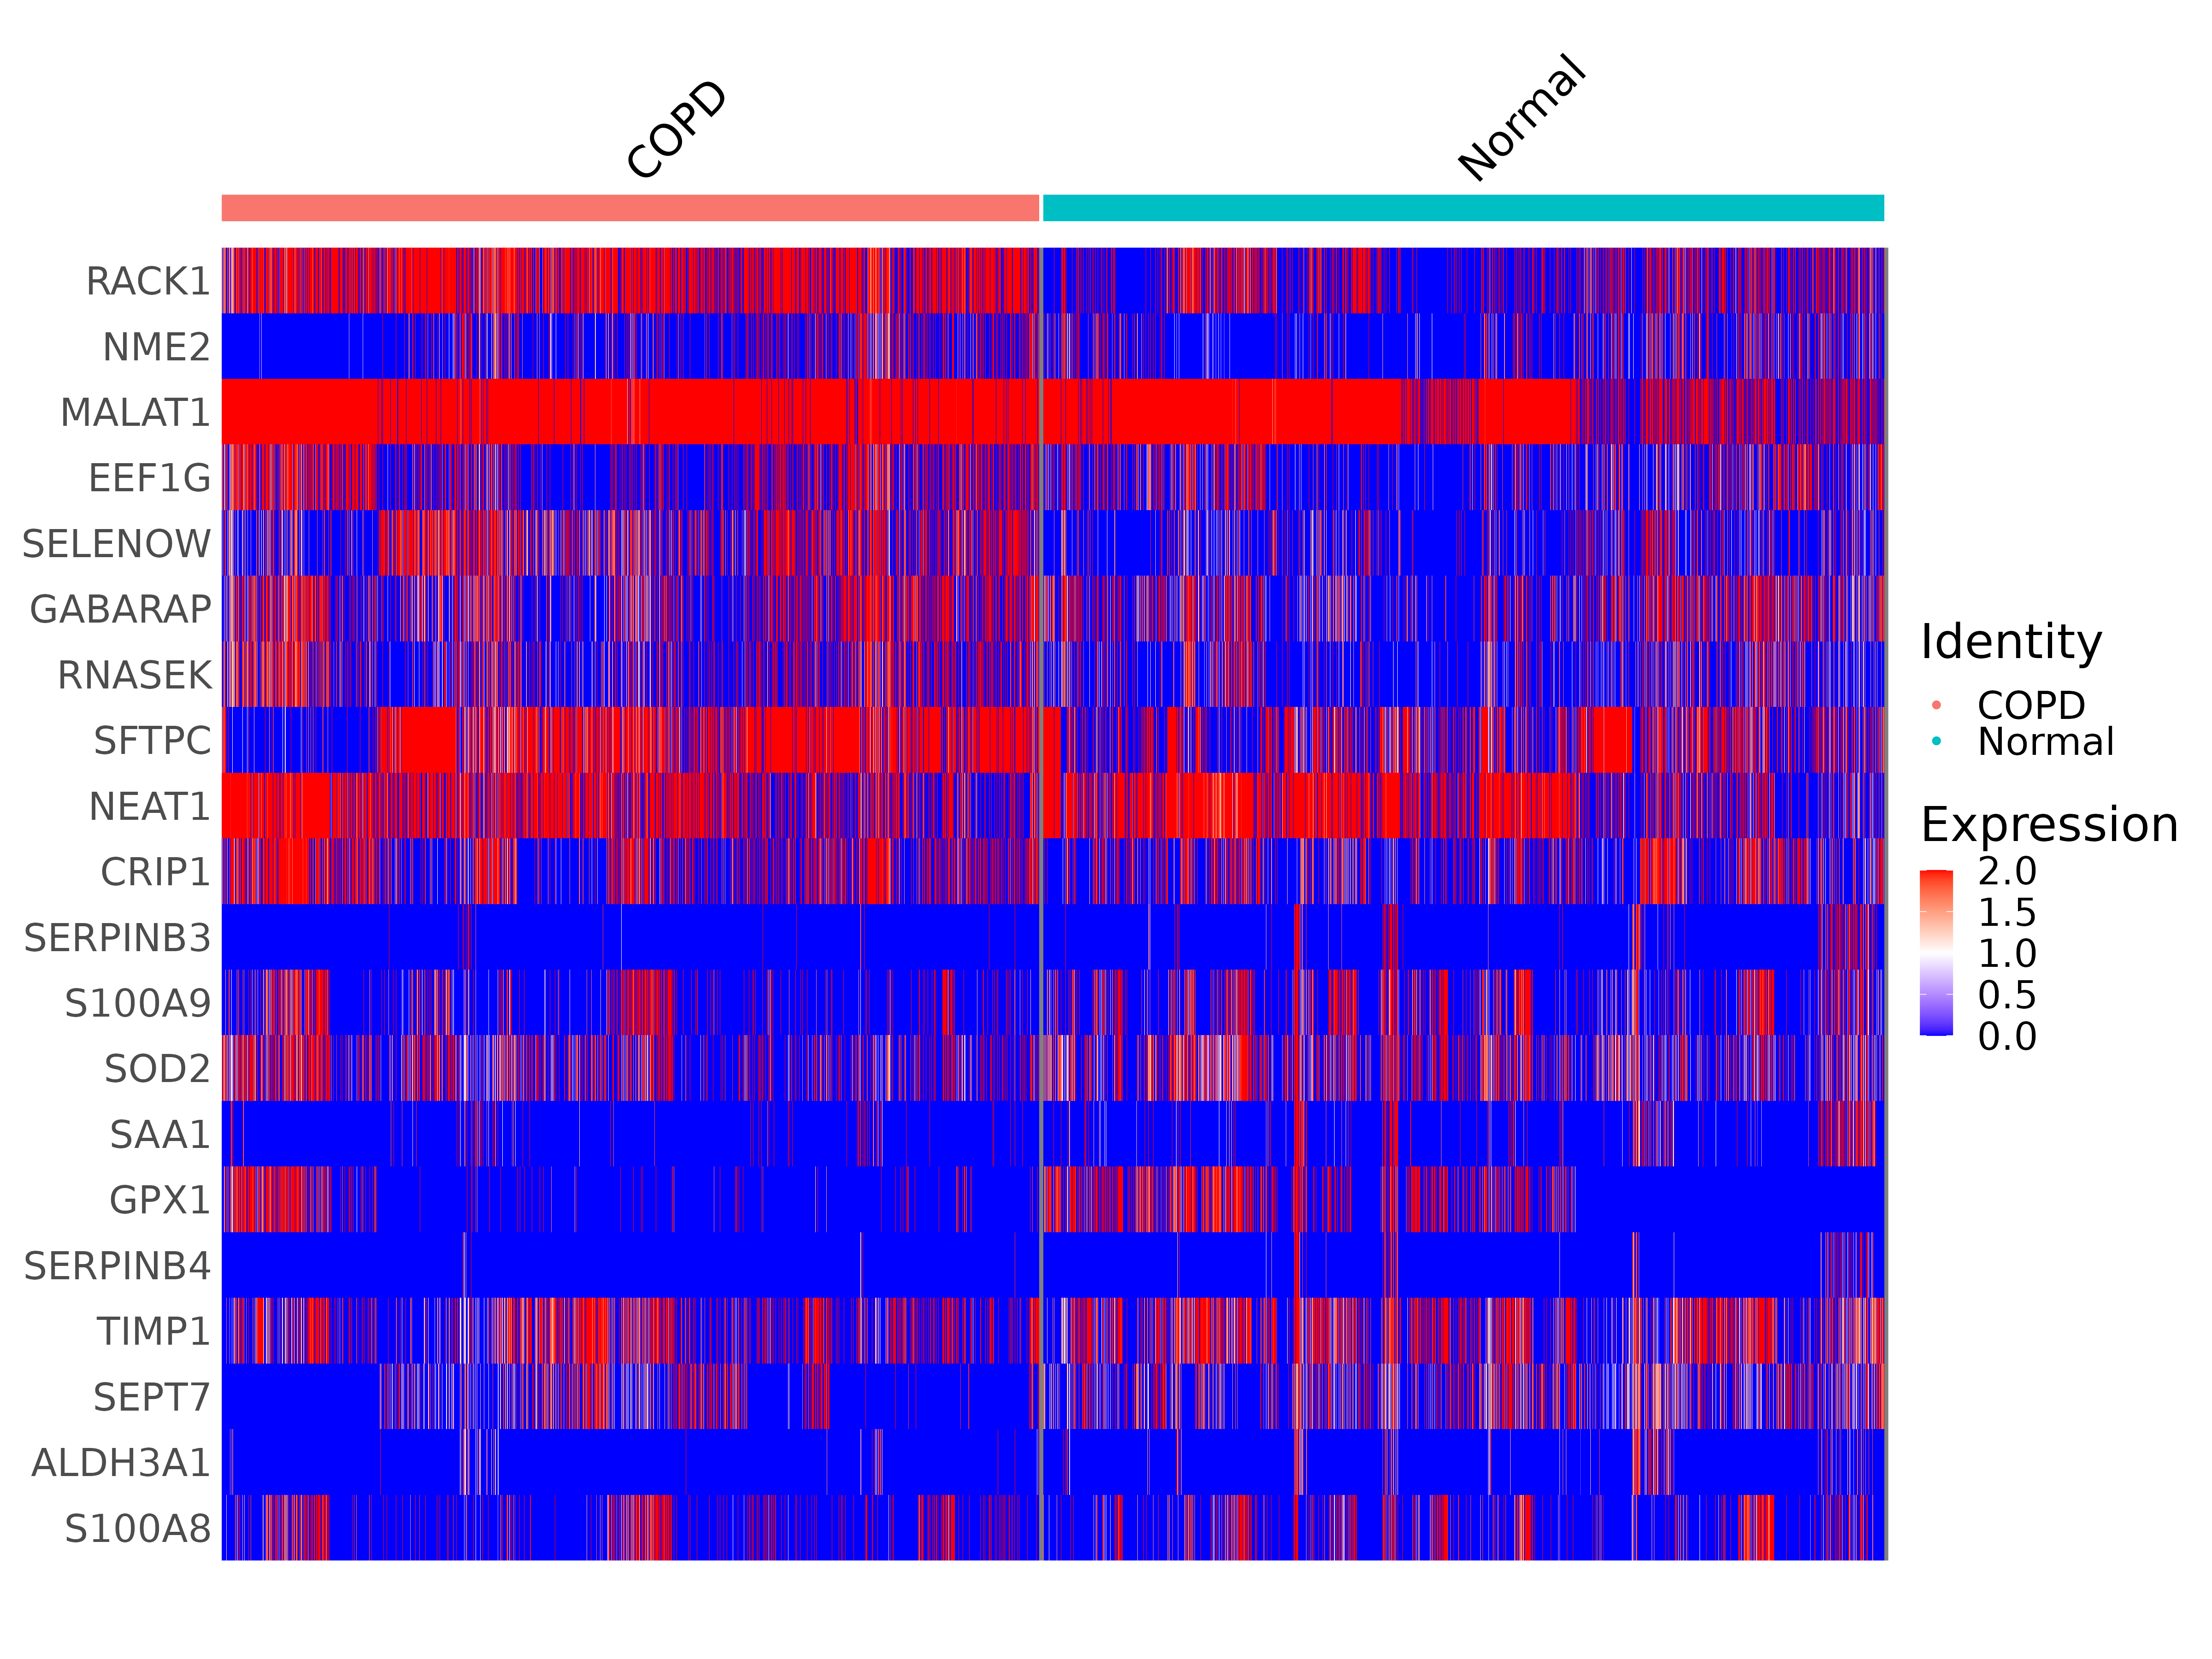 COPD
Normal
RACK1
NME2
MALAT1
EEF1G
SELENOW
GABARAP
RNASEK
SFTPC
NEAT1
CRIP1
SERPINB3
S100A9
SOD2
SAA1
GPX1
SERPINB4
TIMP1
SEPT7
ALDH3A1
S100A8
Identity
COPD
Normal
Expression
2.0
1.5
1.0
0.5
0.0